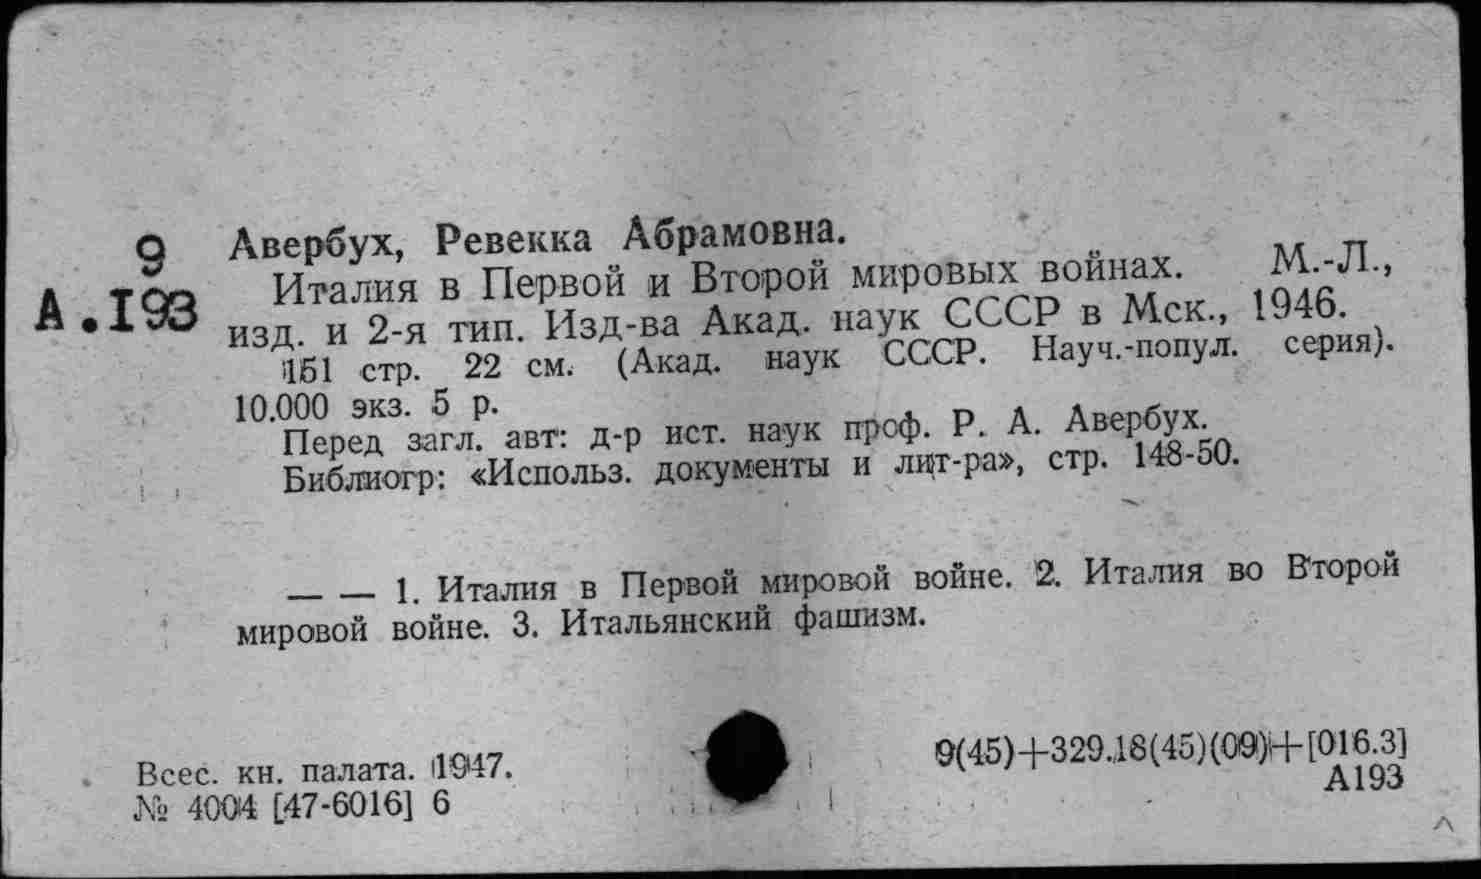 9 Авербух, Ревекка Абрамовна.
Италия в Первой и Второй мировых войнах. М.-Л.,
А.I93 изд. и 2-я тип. Изд-ва Акад. наук СССР в Мск., 1946.
151 стр. 22 см. (Акад. наук СССР. Науч.-попул. серия).
10.000 экз. 5 р.
Перед загл. авт: д-р ист. наук проф. Р. А. Авербух.
Библиогр: «Использ. документы и лит-ра», стр. 148-50.
— — 1. Италия в Первой мировой войне. 2. Италия во Второй
мировой войне. 3. Итальянский фашизм.
Всес. кн. палата. 1947.
№ 4004 [47-6016] 6
9(45)+329.18(45)(09)+[016.3]
А193